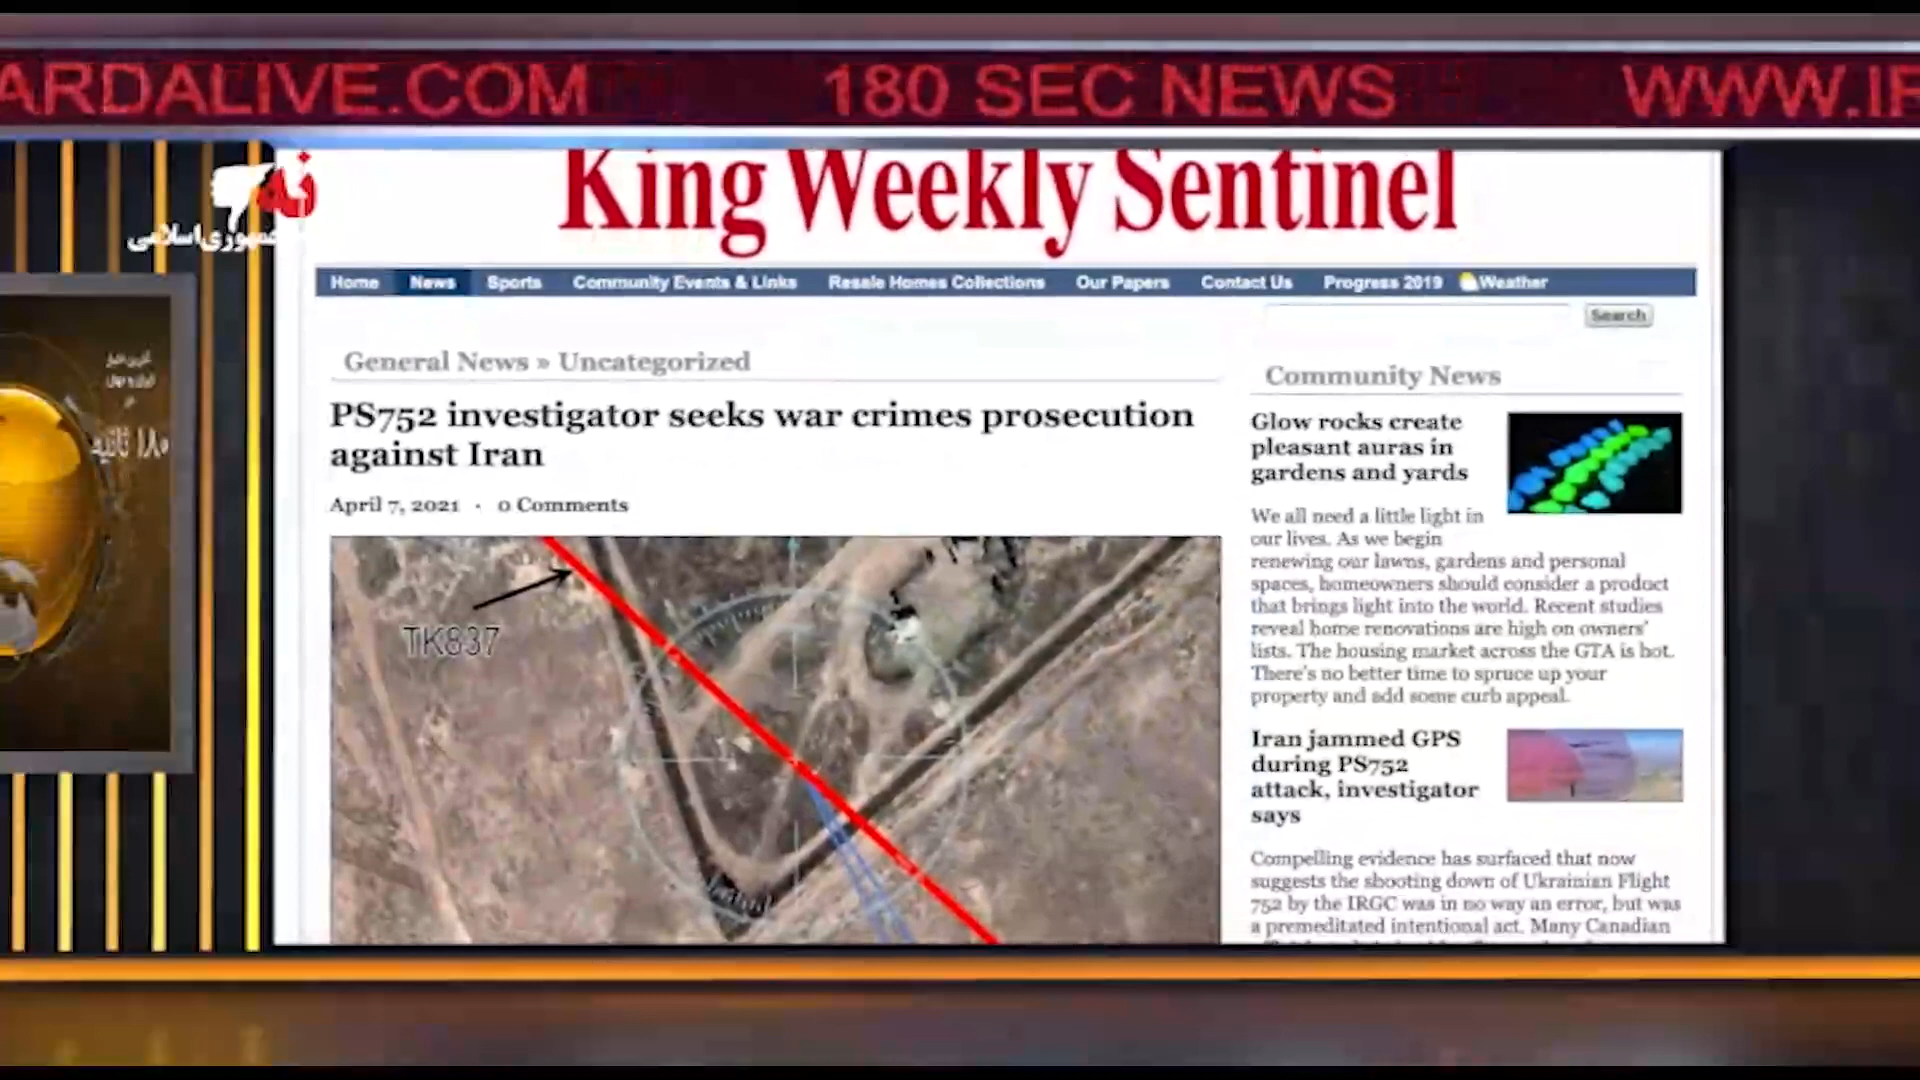 ARDALIVE.COM 180 SEC NEWS WWW.IR
نه
جمهوری اسلامی
۱۸۰ ثانیه
King Weekly Sentinel
Home News Sports Community Events & Links Resale Homes Collections Our Papers Contact Us Progress 2019 Weather
Search
General News » Uncategorized
PS752 investigator seeks war crimes prosecution
against Iran
April 7, 2021 · 0 Comments
TK837
Community News
Glow rocks create
pleasant auras in
gardens and yards
We all need a little light in
our lives. As we begin
renewing our lawns, gardens and personal
spaces, homeowners should consider a product
that brings light into the world. Recent studies
reveal home renovations are high on owners'
lists. The housing market across the GTA is hot.
There's no better time to spruce up your
property and add some curb appeal.
Iran jammed GPS
during PS752
attack, investigator
says
Compelling evidence has surfaced that now
suggests the shooting down of Ukrainian Flight
752 by the IRGC was in no way an error, but was
a premeditated intentional act. Many Canadian